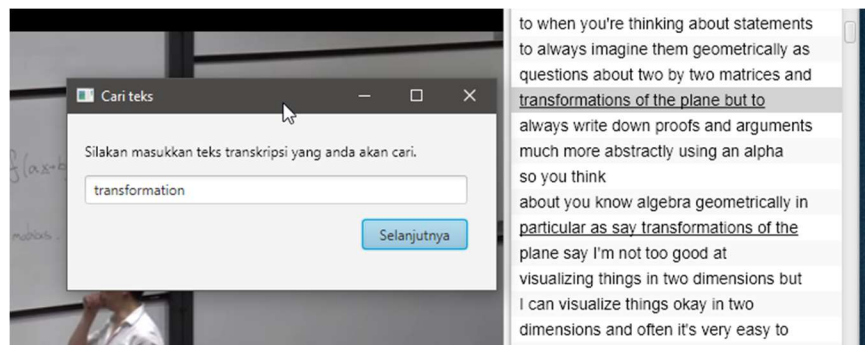 Cari teks
Silakan masukkan teks transkripsi yang anda akan cari.
transformation
Selanjutnya
f(ax+b
to when you're thinking about statements
to always imagine them geometrically as
questions about two by two matrices and
transformations of the plane but to
always write down proofs and arguments
much more abstractly using an alpha
so you think
about you know algebra geometrically in
particular as say transformations of the
plane say I'm not too good at
visualizing things in two dimensions but
I can visualize things okay in two
dimensions and often it's very easy to